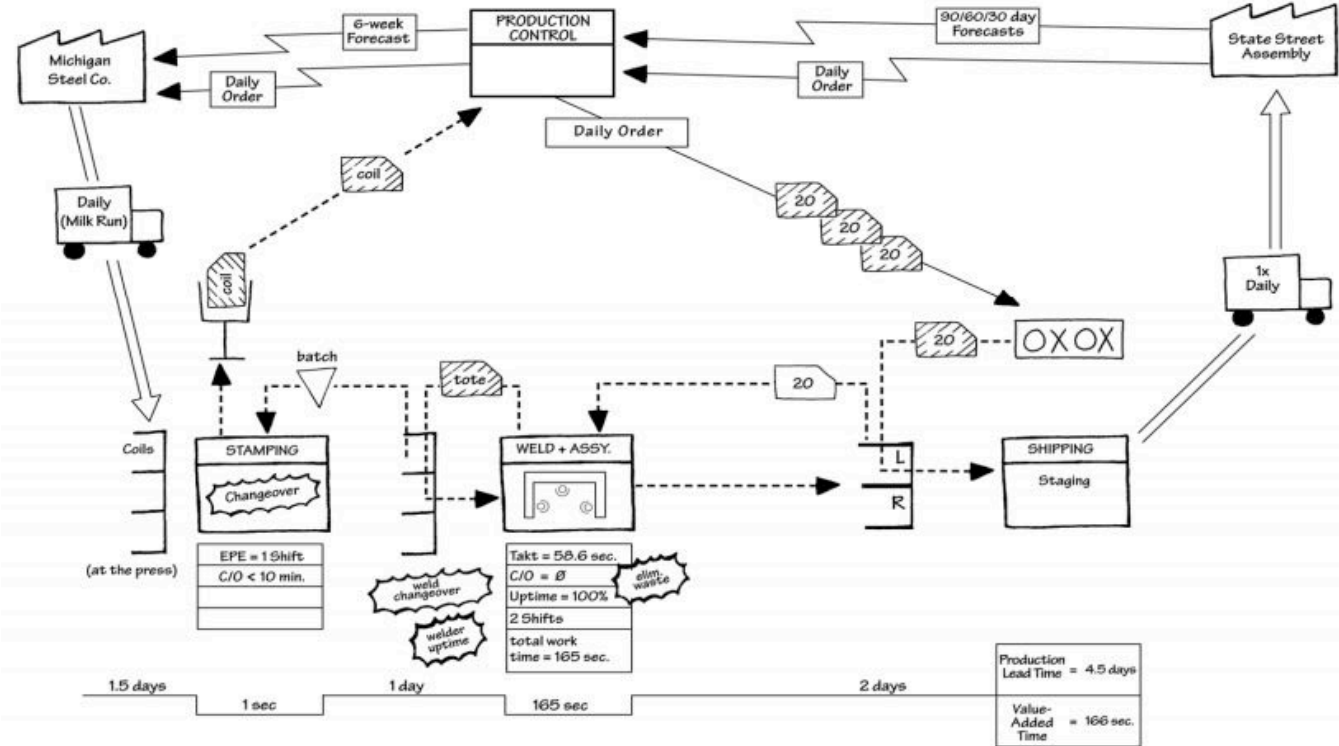 Michigan
Steel Co.
6-week
Forecast
Daily
Order
PRODUCTION
CONTROL
90/60/30 day
Forecasts
Daily
Order
State Street
Assembly
Daily Order
Daily
(Milk Run)
coil
coil
20
20
20
1x
Daily
batch
tote
20
20
OXOX
Coils
(at the press)
STAMPING
Changeover
EPE = 1 Shift
C/O < 10 min.
WELD + ASSY.
Takt = 58.6 sec.
C/O = Ø
Uptime = 100%
2 Shifts
total work
time = 165 sec.
weld
changeover
welder
uptime
elim.
waste
L
R
SHIPPING
Staging
1.5 days
1 sec
1 day
165 sec
2 days
Production
Lead Time = 4.5 days
Value-
Added = 166 sec.
Time